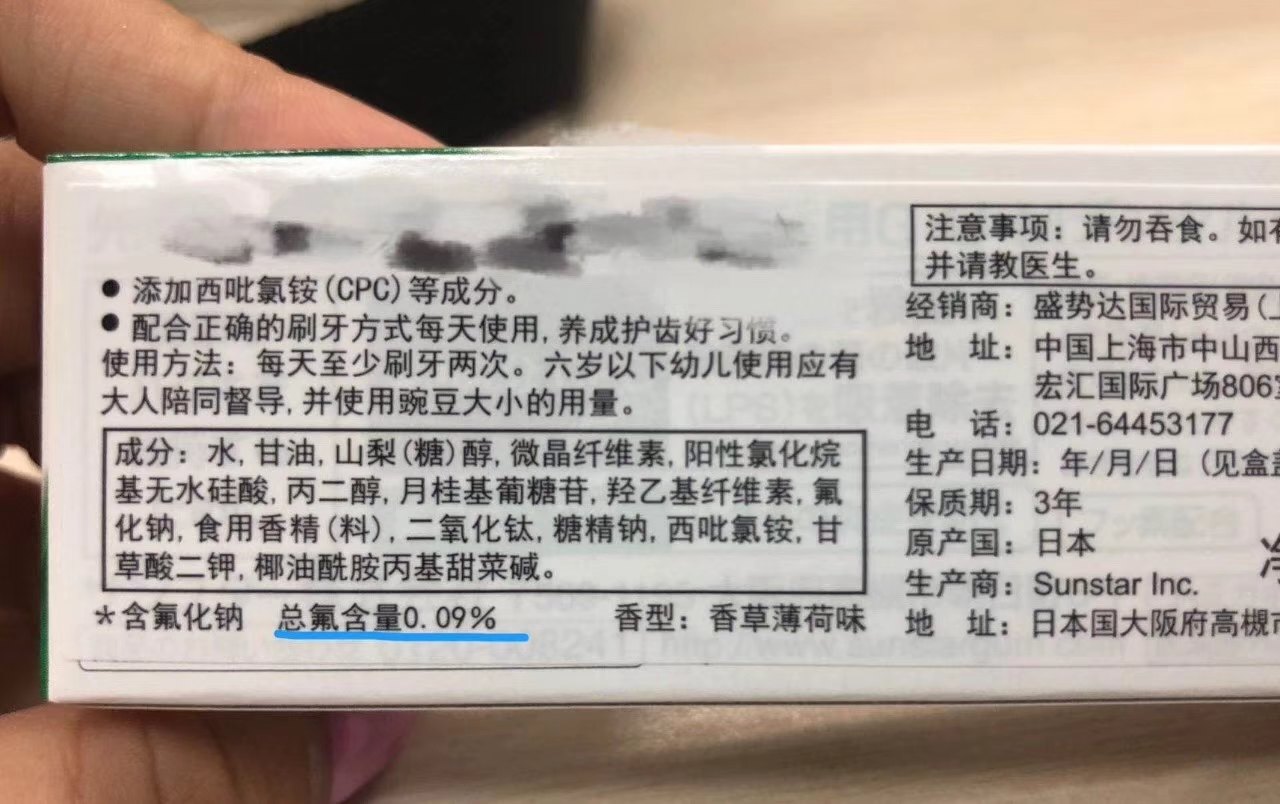 ● 添加西吡氯铵(CPC)等成分。
● 配合正确的刷牙方式每天使用,养成护齿好习惯。
使用方法：每天至少刷牙两次。六岁以下幼儿使用应有
大人陪同督导,并使用豌豆大小的用量。
成分：水,甘油,山梨(糖)醇,微晶纤维素,阳性氯化烷
基无水硅酸,丙二醇,月桂基葡糖苷,羟乙基纤维素,氟
化钠,食用香精(料),二氧化钛,糖精钠,西吡氯铵,甘
草酸二钾,椰油酰胺丙基甜菜碱。
*含氟化钠 总氟含量0.09% 香型：香草薄荷味
注意事项：请勿吞食。如有
并请教医生。
经销商：盛势达国际贸易(上
地 址：中国上海市中山西
宏汇国际广场806室
电 话：021-64453177
生产日期：年/月/日（见盒盖
保质期：3年
原产国：日本
生产商：Sunstar Inc.
地 址：日本国大阪府高槻市